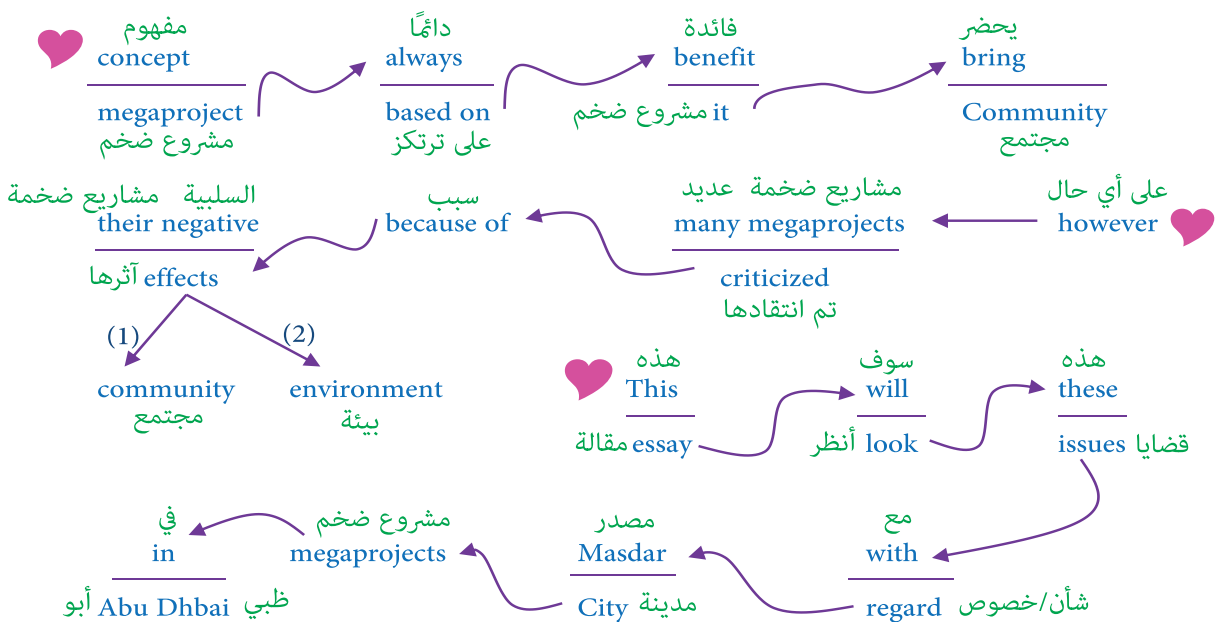 مفهوم دائمًا فائدة يحضر
concept always benefit bring
megaproject based on مشروع ضخم it Community
مشروع ضخم على ترتكز مجتمع
السلبية مشاريع ضخمة سبب مشاريع ضخمة عديد على أي حال
their negative because of many megaprojects however
آثرها effects criticized
تم انتقادها
(1) (2)
community environment
مجتمع بيئة
هذه سوف هذه
This will these
مقالة essay أنظر look issues قضايا
في مشروع ضخم مصدر مع
in megaprojects Masdar with
أبو Abu Dhbai ظبي City مدينة regard شأن/خصوص